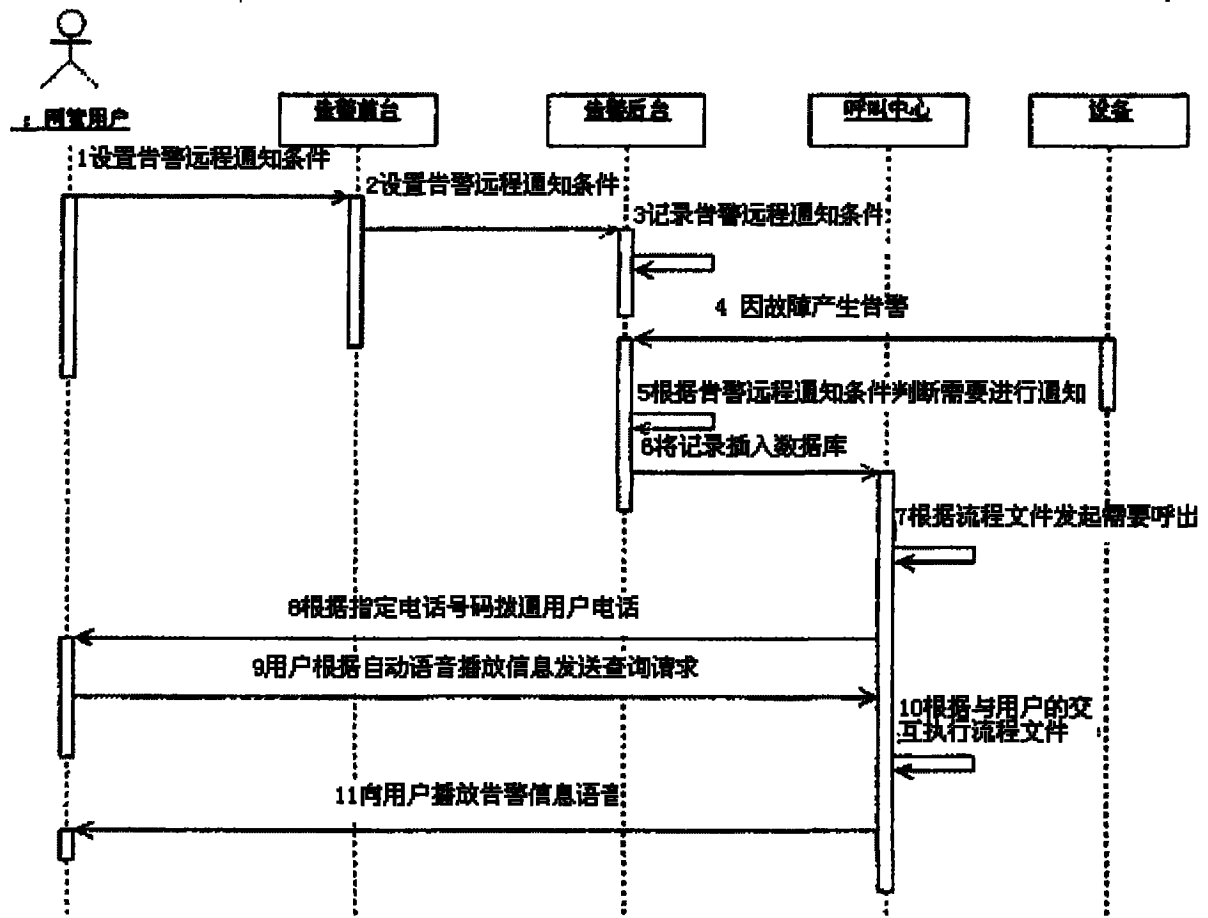 : 网管用户
告警前台
告警后台
呼叫中心
设备
1设置告警远程通知条件
2设置告警远程通知条件
3记录告警远程通知条件
4 因故障产生告警
5根据告警远程通知条件判断需要进行通知
6将记录插入数据库
7根据流程文件发起需要呼出
8根据指定电话号码拨通用户电话
9用户根据自动语音播放信息发送查询请求
10根据与用户的交
互执行流程文件
11向用户播放告警信息语音